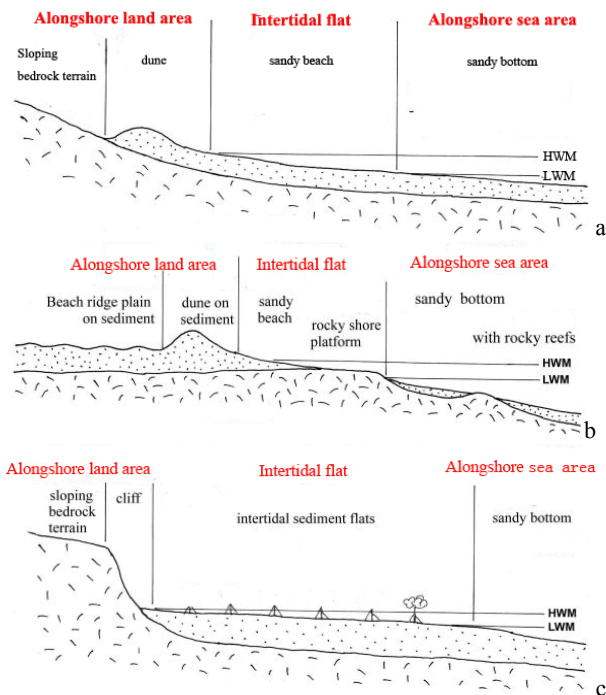 Alongshore land area Intertidal flat Alongshore sea area
Sloping
bedrock terrain
dune
sandy beach
sandy bottom
HWM
LWM
a
Alongshore land area Intertidal flat Alongshore sea area
Beach ridge plain
on sediment
dune on
sediment
sandy
beach
rocky shore
platform
sandy bottom
with rocky reefs
HWM
LWM
b
Alongshore land area Intertidal flat Alongshore sea area
sloping
bedrock
terrain
cliff
intertidal sediment flats
sandy bottom
HWM
LWM
c